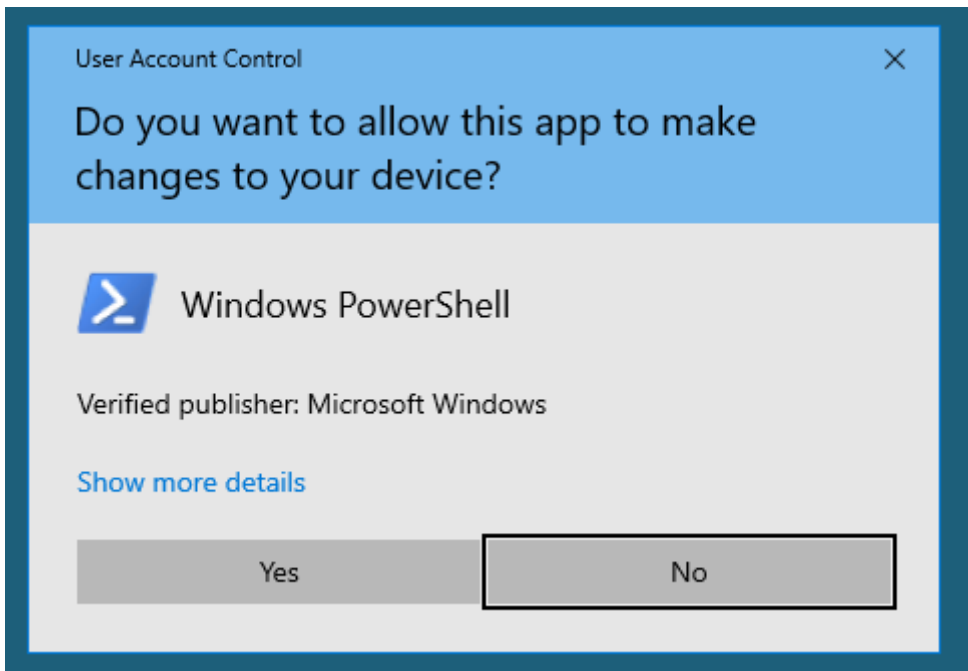 User Account Control
Do you want to allow this app to make
changes to your device?
Windows PowerShell
Verified publisher: Microsoft Windows
Show more details
Yes
No